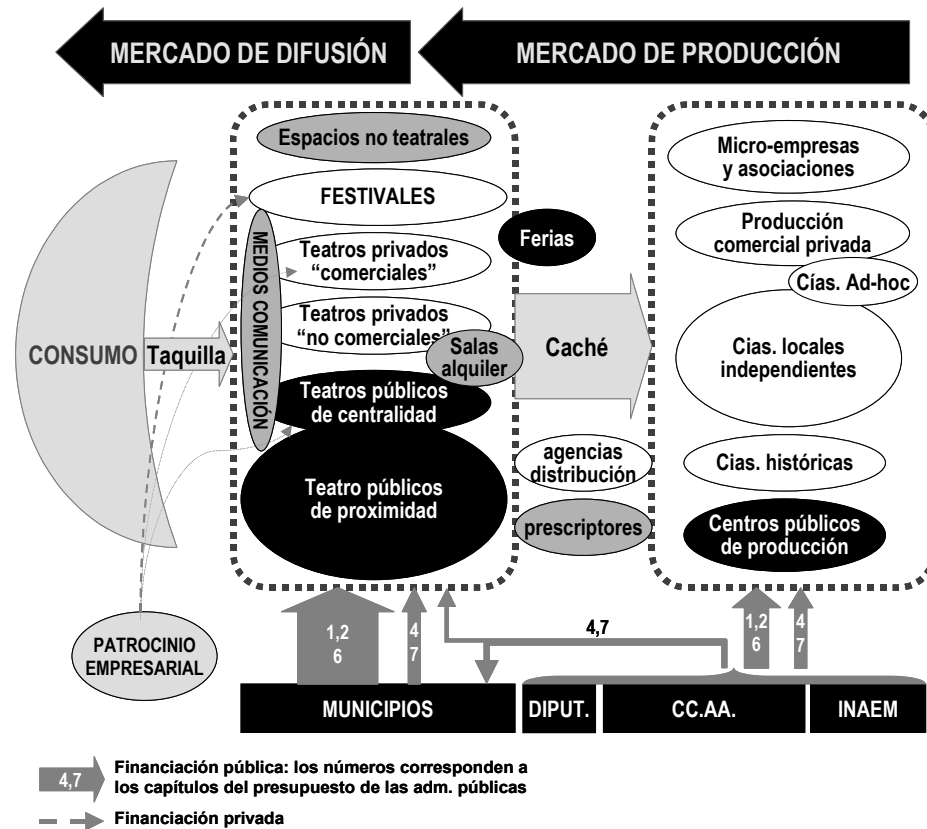 MERCADO DE DIFUSIÓN
MERCADO DE PRODUCCIÓN
Espacios no teatrales
FESTIVALES
Teatros privados
“comerciales”
Teatros privados
“no comerciales”
Salas
alquiler
Teatros públicos
de centralidad
Teatro públicos
de proximidad
MEDIOS COMUNICACIÓN
CONSUMO
Taquilla
PATROCINIO
EMPRESARIAL
Ferias
Caché
agencias
distribución
prescriptores
Micro-empresas
y asociaciones
Producción
comercial privada
Cías. Ad-hoc
Cias. locales
independientes
Cias. históricas
Centros públicos
de producción
1,2
6
4
7
4,7
1,2
6
4
7
MUNICIPIOS
DIPUT.
CC.AA.
INAEM
4,7
Financiación pública: los números corresponden a
los capítulos del presupuesto de las adm. públicas
Financiación privada